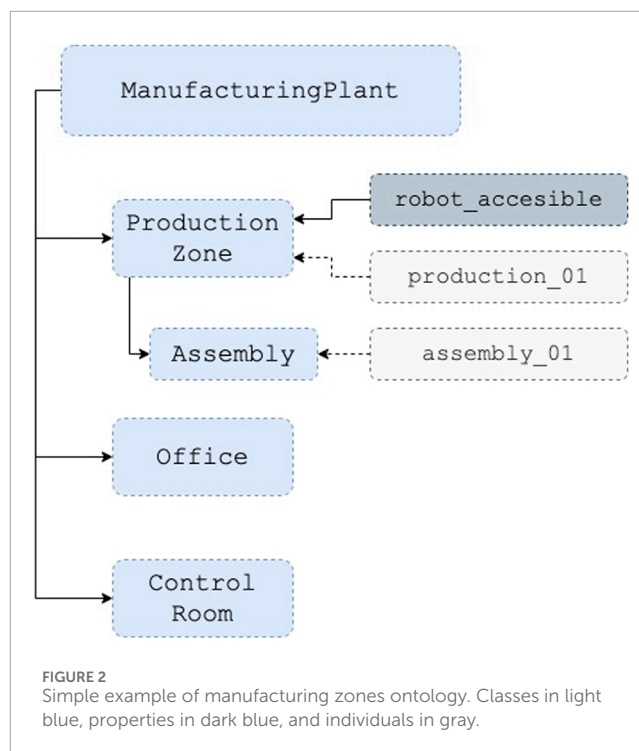 ManufacturingPlant
Production
Zone
robot_accesible
production_01
Assembly
assembly_01
Office
Control
Room
FIGURE 2
Simple example of manufacturing zones ontology. Classes in light
blue, properties in dark blue, and individuals in gray.